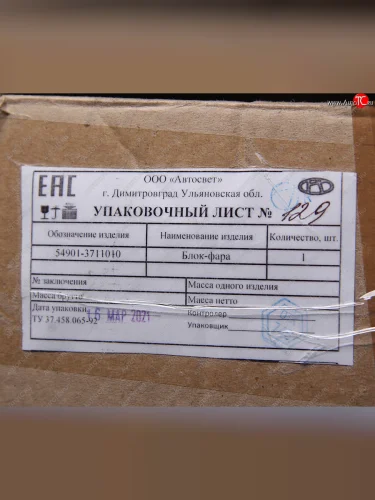 EAC
ООО «Автосвет»
г. Димитровград Ульяновская обл.
УПАКОВОЧНЫЙ ЛИСТ № 129
Обозначение изделия Наименование изделия Количество, шт.
54901-3711010 Блок-фара 1
№ заключения Масса одного изделия
Масса брутто Масса нетто
Дата упаковки 6 МАР 2021 Контролер
ТУ 37.458.065-92 Упаковщик